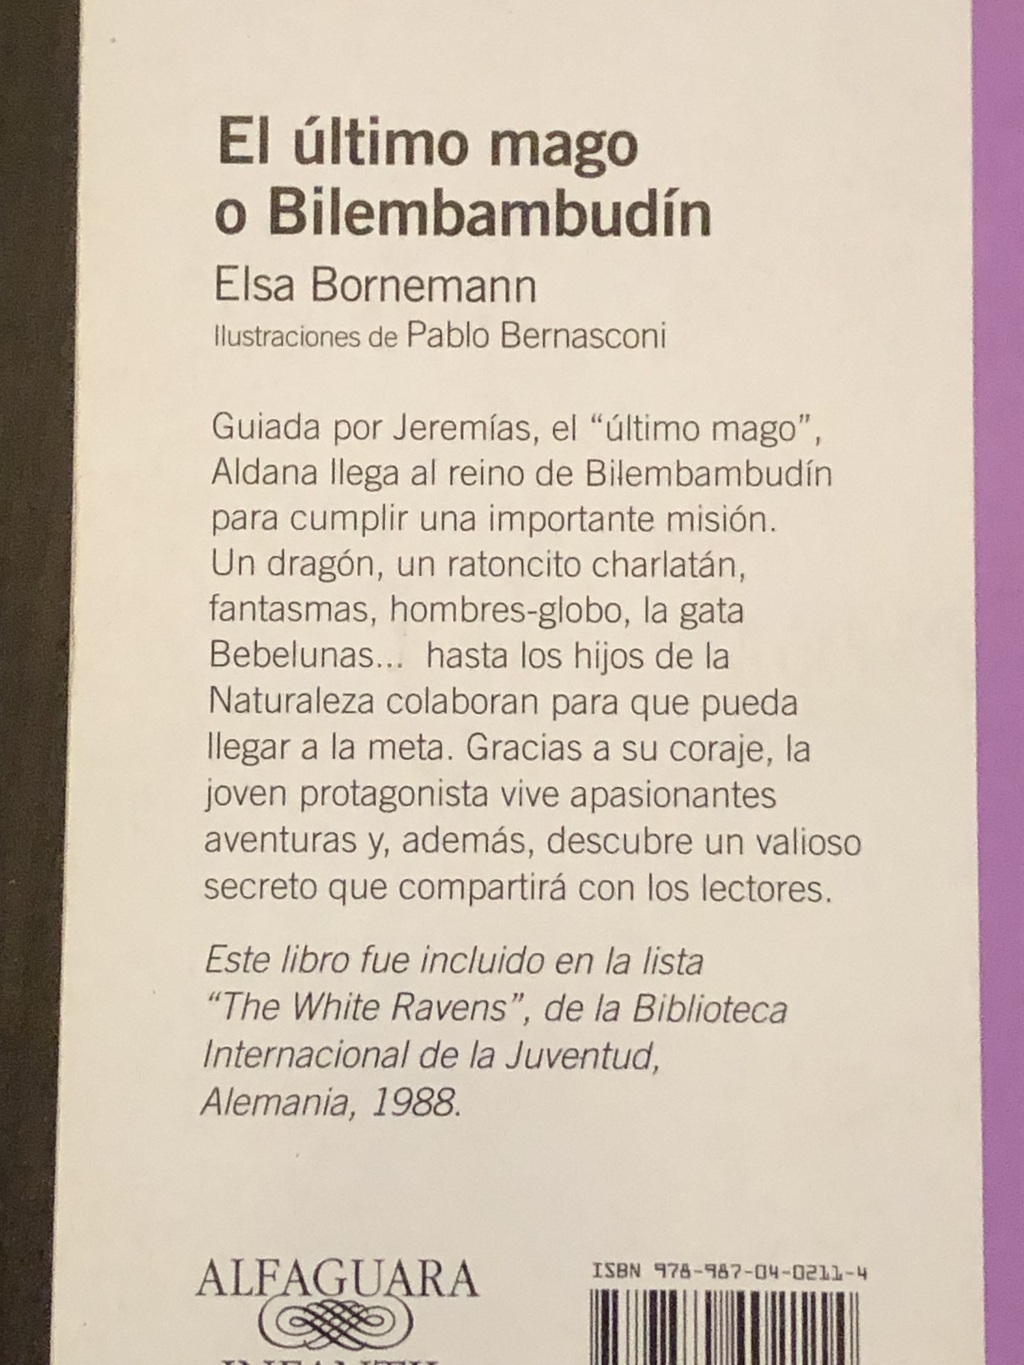 El último mago
o Bilembambudín
Elsa Bornemann
Ilustraciones de Pablo Bernasconi
Guiada por Jeremías, el “último mago”,
Aldana llega al reino de Bilembambudín
para cumplir una importante misión.
Un dragón, un ratoncito charlatán,
fantasmas, hombres-globo, la gata
Bebelunas... hasta los hijos de la
Naturaleza colaboran para que pueda
llegar a la meta. Gracias a su coraje, la
joven protagonista vive apasionantes
aventuras y, además, descubre un valioso
secreto que compartirá con los lectores.
Este libro fue incluido en la lista
“The White Ravens”, de la Biblioteca
Internacional de la Juventud,
Alemania, 1988.
ALFAGUARA
ISBN 978-987-04-0211-4